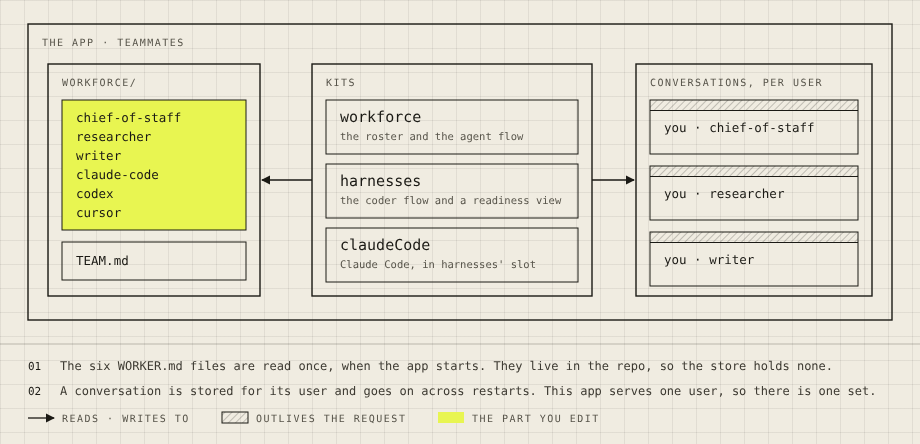 THE APP · TEAMMATES
WORKFORCE/
chief-of-staff
researcher
writer
claude-code
codex
cursor
TEAM.md
KITS
workforce
the roster and the agent flow
harnesses
the coder flow and a readiness view
claudeCode
Claude Code, in harnesses' slot
CONVERSATIONS, PER USER
you · chief-of-staff
you · researcher
you · writer
01 The six WORKER.md files are read once, when the app starts. They live in the repo, so the store holds none.
02 A conversation is stored for its user and goes on across restarts. This app serves one user, so there is one set.
READS · WRITES TO
OUTLIVES THE REQUEST
THE PART YOU EDIT